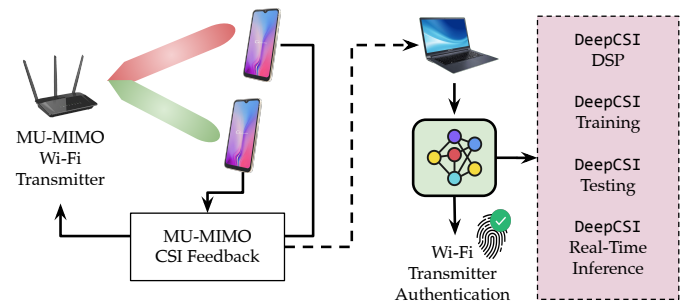 MU-MIMO
Wi-Fi
Transmitter
MU-MIMO
CSI Feedback
Wi-Fi
Transmitter
Authentication
DeepCSI
DSP
DeepCSI
Training
DeepCSI
Testing
DeepCSI
Real-Time
Inference